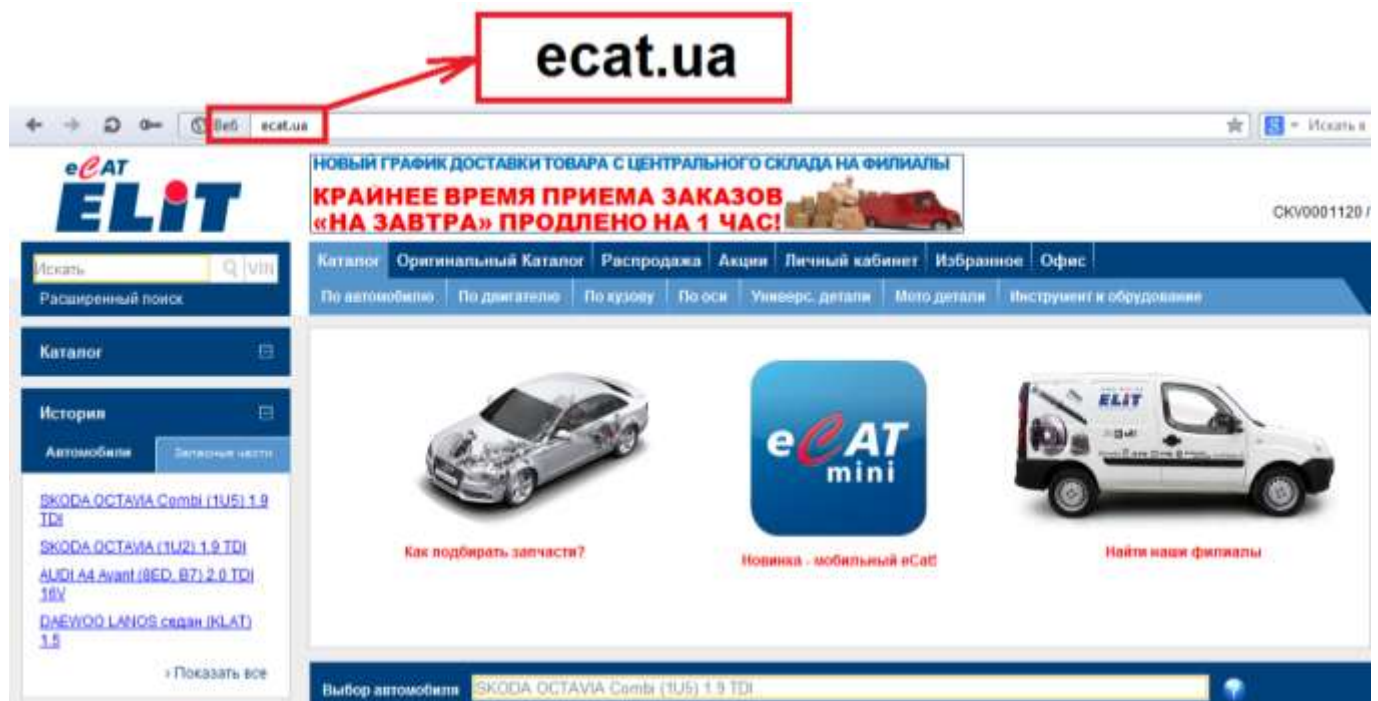 ecat.ua
Веб ecat.ua
Искать в
eCAT
ELIT
НОВЫЙ ГРАФИК ДОСТАВКИ ТОВАРА С ЦЕНТРАЛЬНОГО СКЛАДА НА ФИЛИАЛЫ
КРАЙНЕЕ ВРЕМЯ ПРИЕМА ЗАКАЗОВ
«НА ЗАВТРА» ПРОДЛЕНО НА 1 ЧАС!
CKV0001120 /
Искать VIN
Расширенный поиск
Каталог Оригинальный Каталог Распродажа Акции Личный кабинет Избранное Офис
По автомобилю По двигателю По кузову По оси Универс. детали Мото детали Инструмент и обрудование
Каталог
История
Автомобили Запасные части
SKODA OCTAVIA Combi (1U5) 1.9
TDI
SKODA OCTAVIA (1U2) 1.9 TDI
AUDI A4 Avant (8ED, B7) 2.0 TDI
16V
DAEWOO LANOS седан (KLAT)
1.5
› Показать все
eCAT
mini
ELIT
Как подбирать запчасти?
Новинка - мобильный eCat!
Найти наши филиалы
Выбор автомобиля SKODA OCTAVIA Combi (1U5) 1.9 TDI